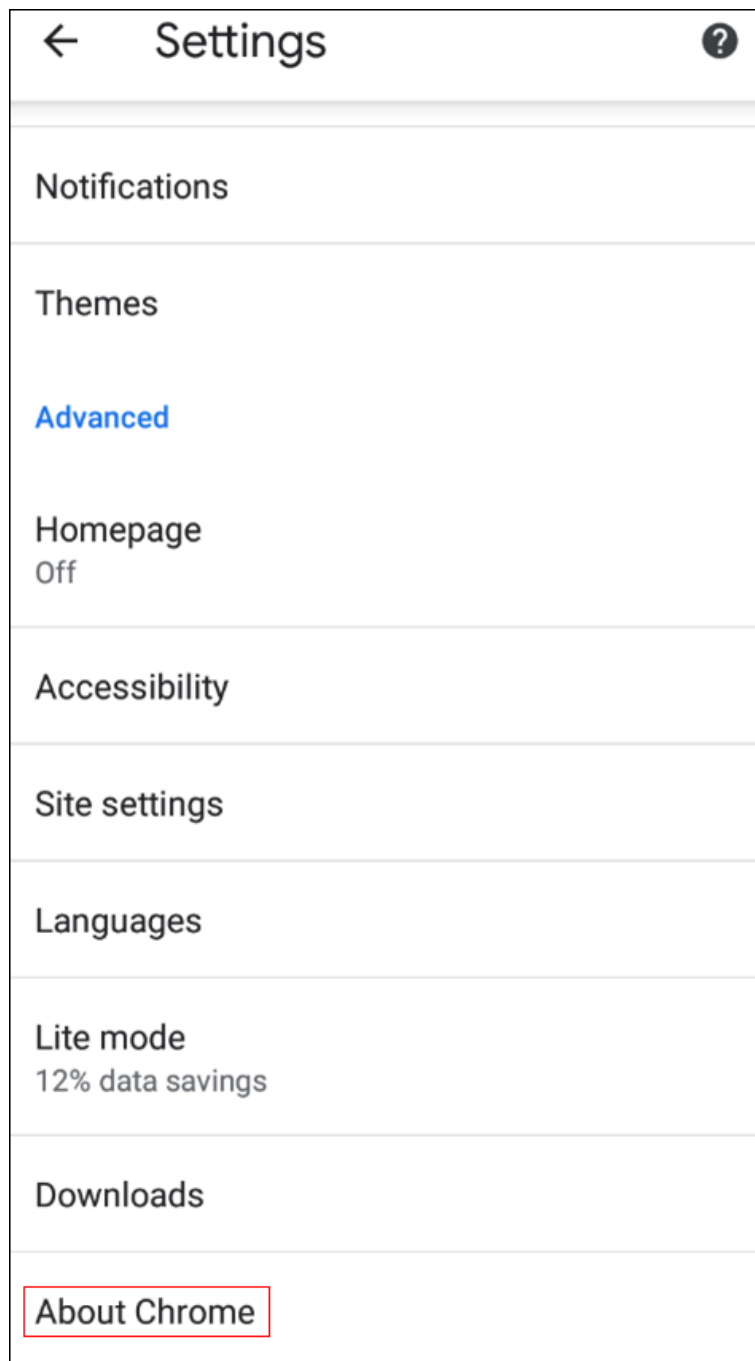 Settings
Notifications
Themes
Advanced
Homepage
Off
Accessibility
Site settings
Languages
Lite mode
12% data savings
Downloads
About Chrome